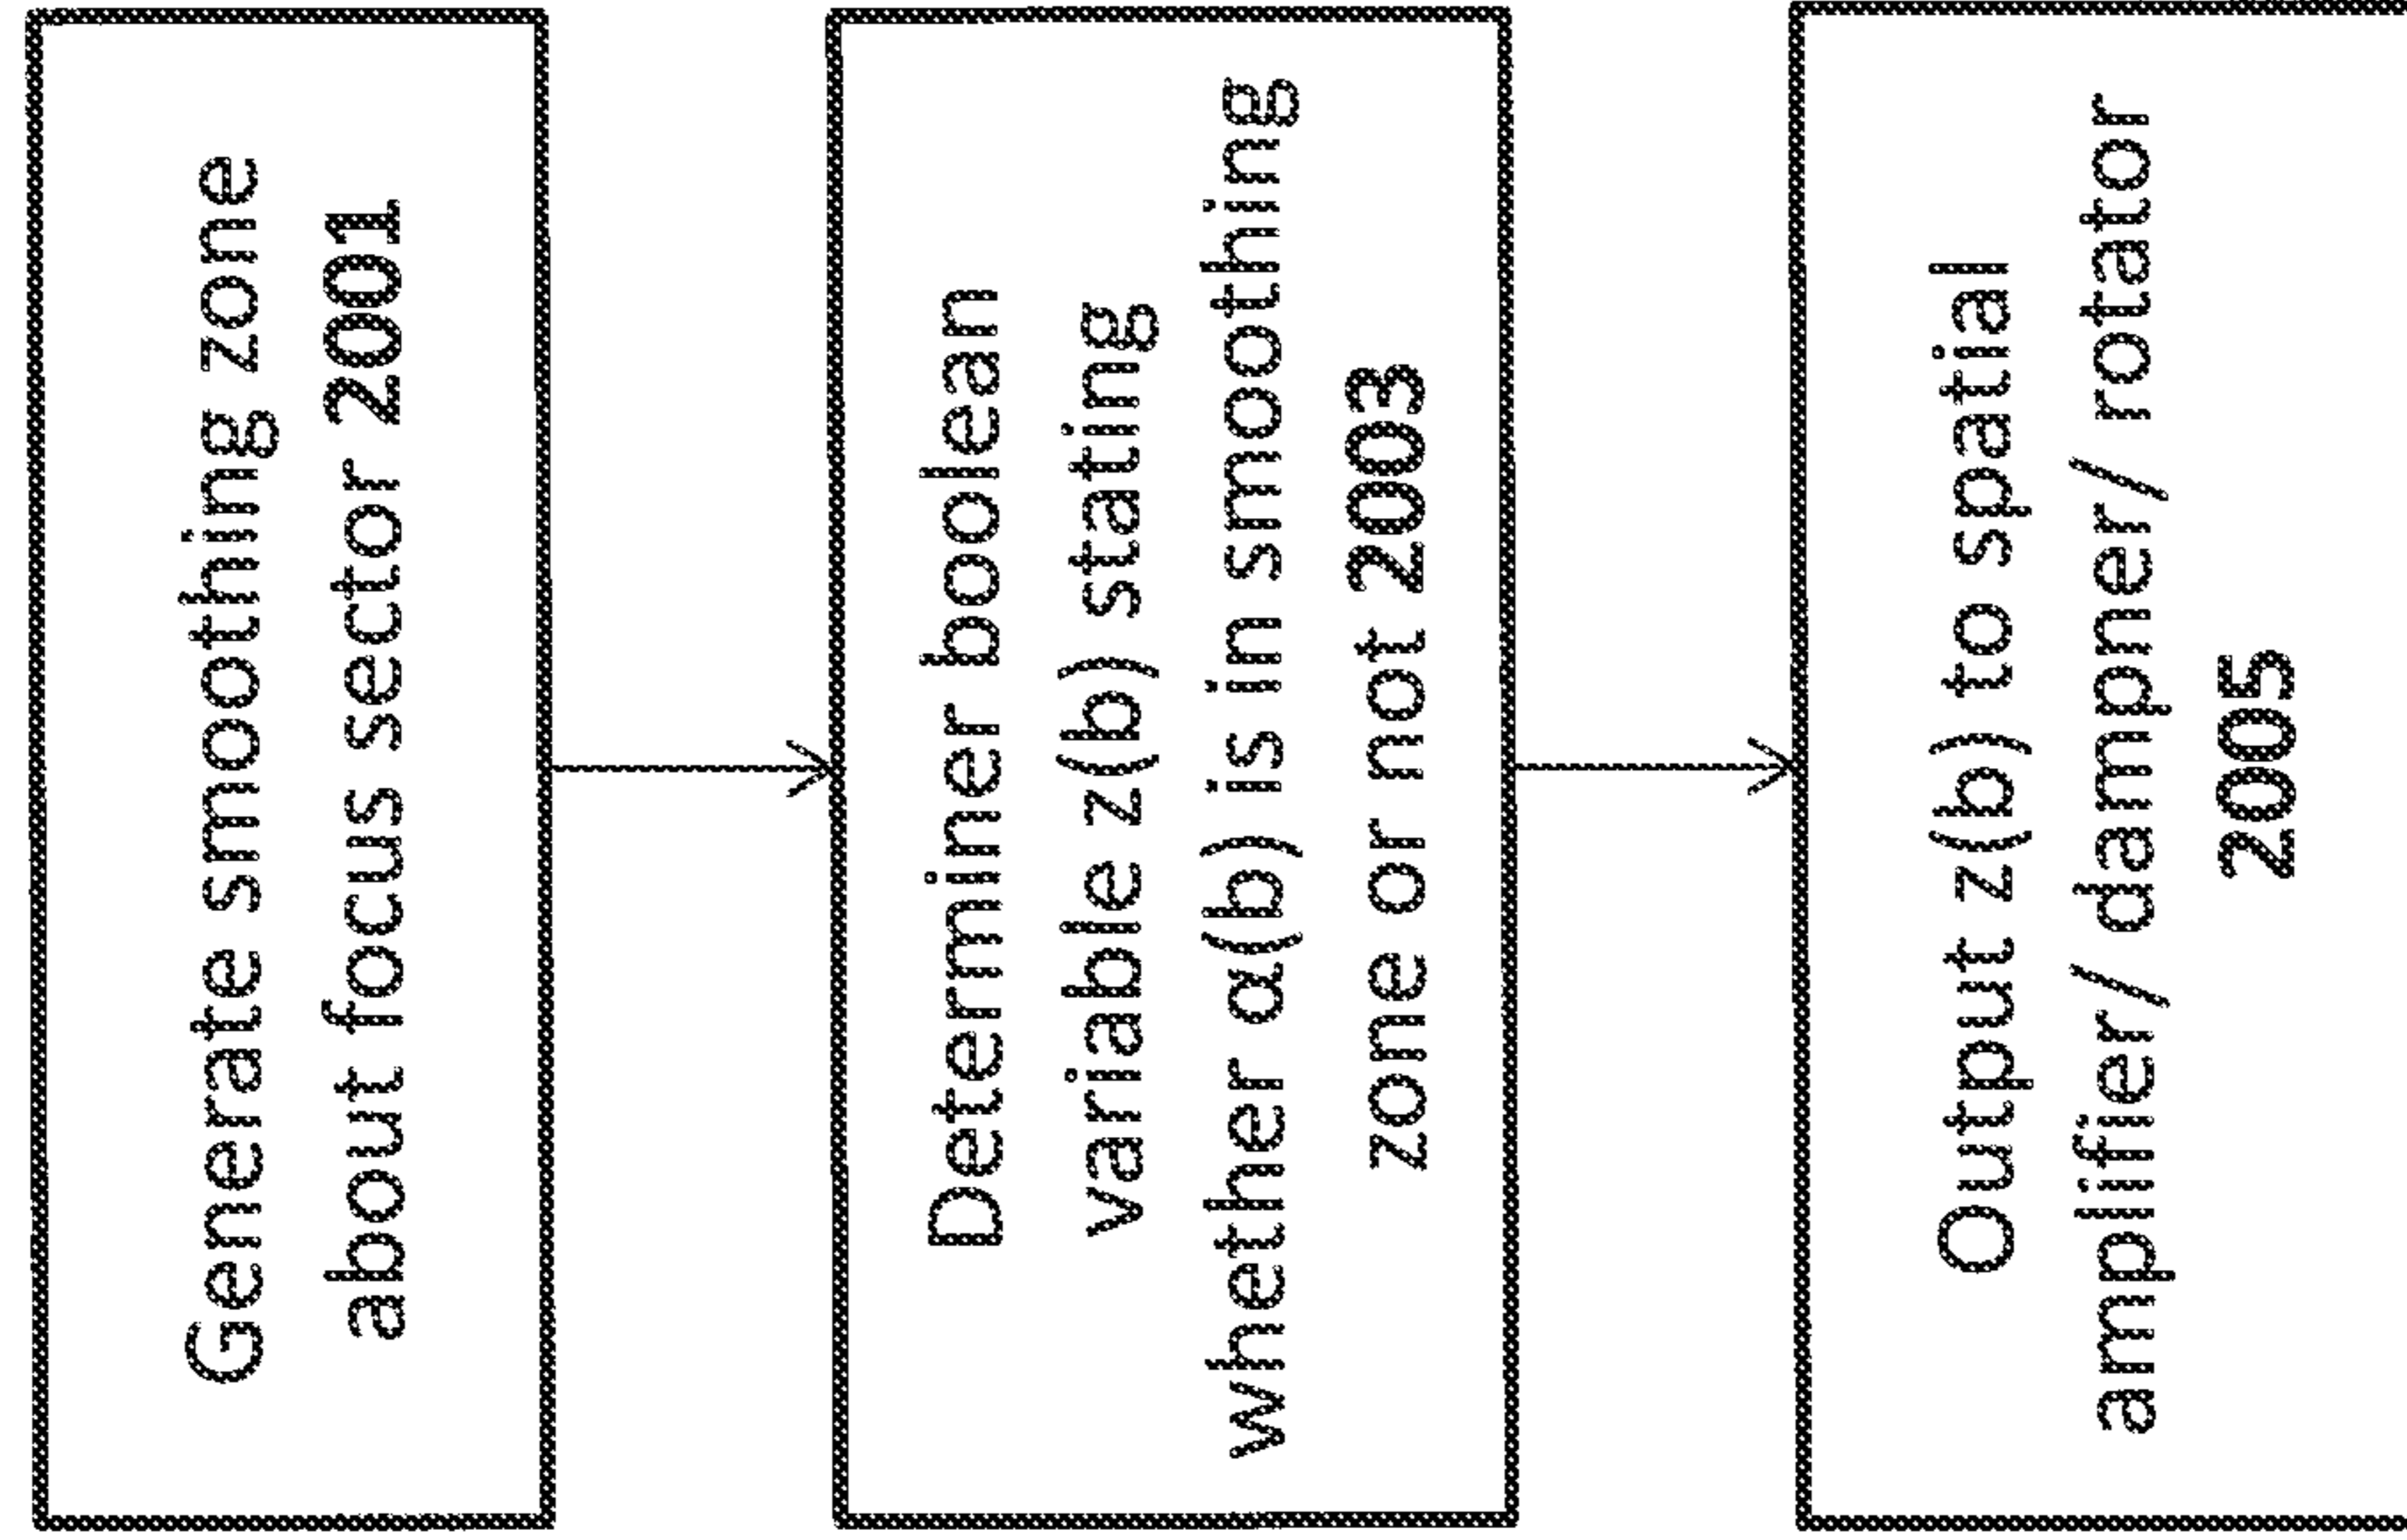 Generate smoothing zone
about focus sector 2001
Determiner boolean
variable z(b) stating
whether α(b) is in smoothing
zone or not 2003
Output z(b) to spatial
amplifier/ dampner/ rotator
2005